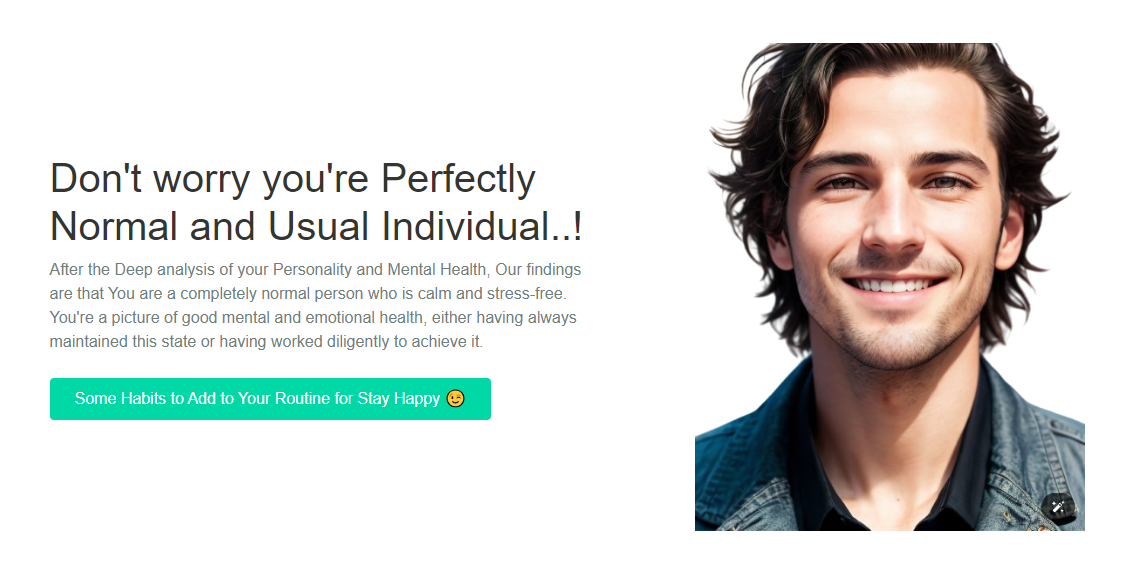 Don't worry you're Perfectly
Normal and Usual Individual..!
After the Deep analysis of your Personality and Mental Health, Our findings
are that You are a completely normal person who is calm and stress-free.
You're a picture of good mental and emotional health, either having always
maintained this state or having worked diligently to achieve it.
Some Habits to Add to Your Routine for Stay Happy 😉